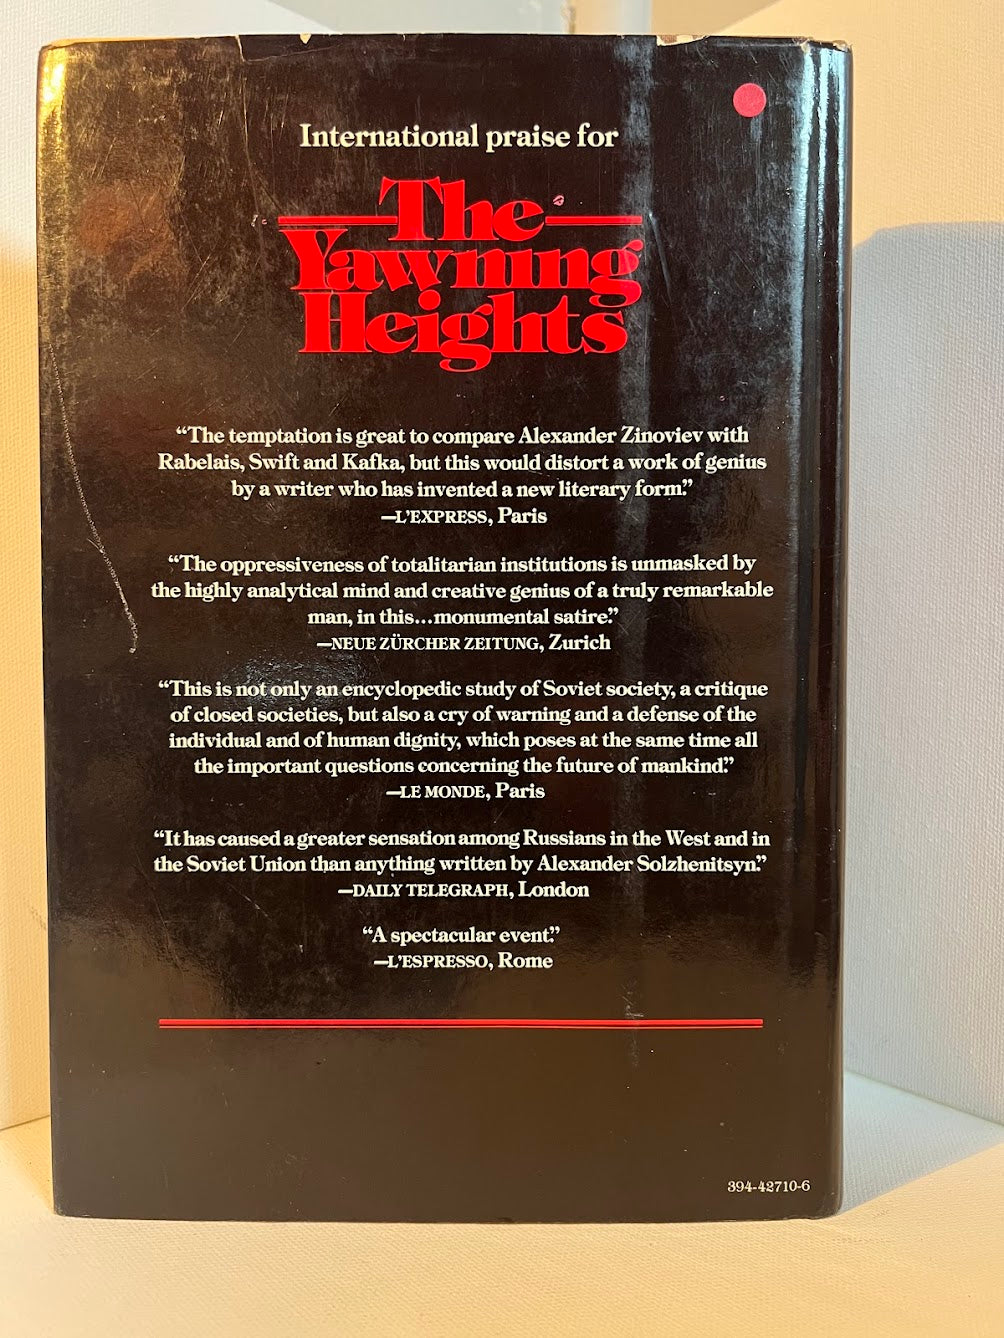 International praise for
The
Yawning
Heights
“The temptation is great to compare Alexander Zinoviev with
Rabelais, Swift and Kafka, but this would distort a work of genius
by a writer who has invented a new literary form.”
—L’EXPRESS, Paris
“The oppressiveness of totalitarian institutions is unmasked by
the highly analytical mind and creative genius of a truly remarkable
man, in this...monumental satire.”
—NEUE ZÜRCHER ZEITUNG, Zurich
“This is not only an encyclopedic study of Soviet society, a critique
of closed societies, but also a cry of warning and a defense of the
individual and of human dignity, which poses at the same time all
the important questions concerning the future of mankind.”
—LE MONDE, Paris
“It has caused a greater sensation among Russians in the West and in
the Soviet Union than anything written by Alexander Solzhenitsyn.”
—DAILY TELEGRAPH, London
“A spectacular event.”
—L’ESPRESSO, Rome
394-42710-6